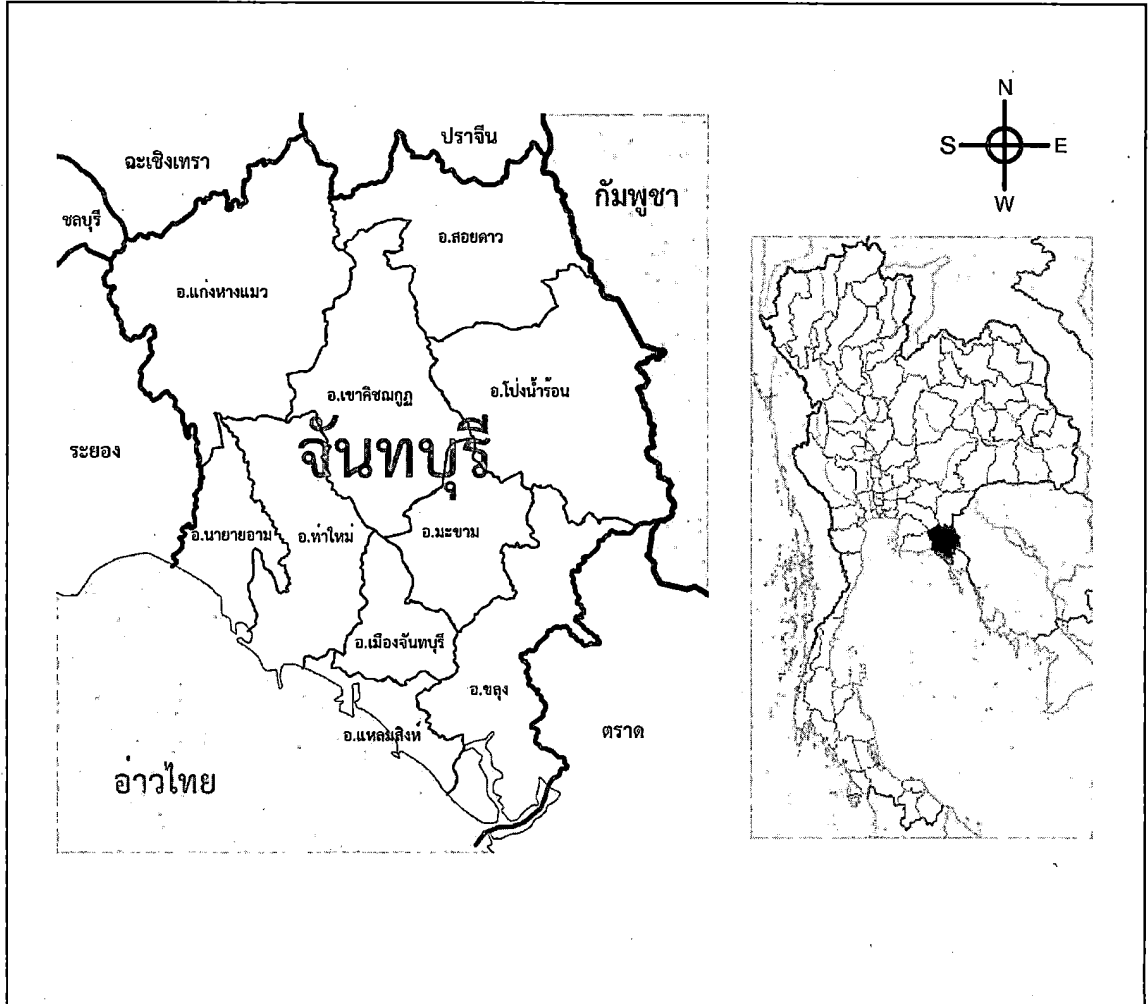 N
S E
W
ปราจีน
ฉะเชิงเทรา
กัมพูชา
ชลบุรี
อ.สอยดาว
อ.แก่งหางแมว
อ.เขาคิชฌกูฏ
อ.โป่งน้ำร้อน
จันทบุรี
ระยอง
อ.นายายอาม
อ.ท่าใหม่
อ.มะขาม
อ.เมืองจันทบุรี
อ.ขลุง
อ.แหลมสิงห์
ตราด
อ่าวไทย